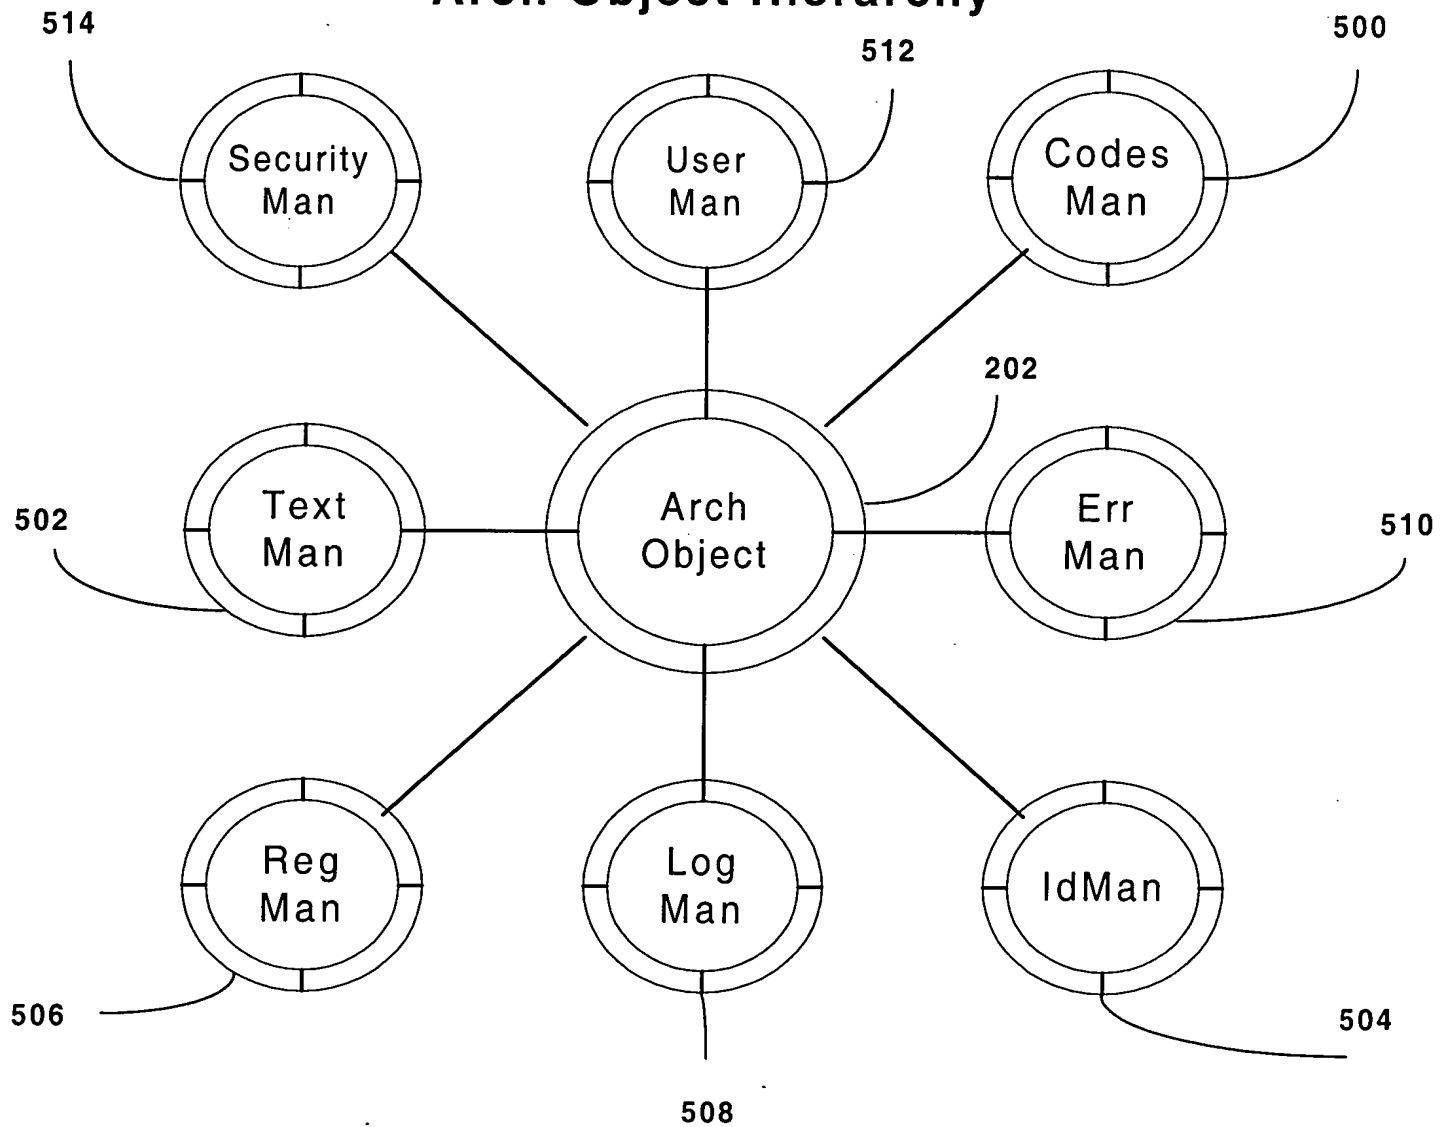 Arch Object Hierarchy
514
512
500
Security
Man
User
Man
Codes
Man
202
Text
Man
Arch
Object
Err
Man
502
510
Reg
Man
Log
Man
IdMan
506
504
508